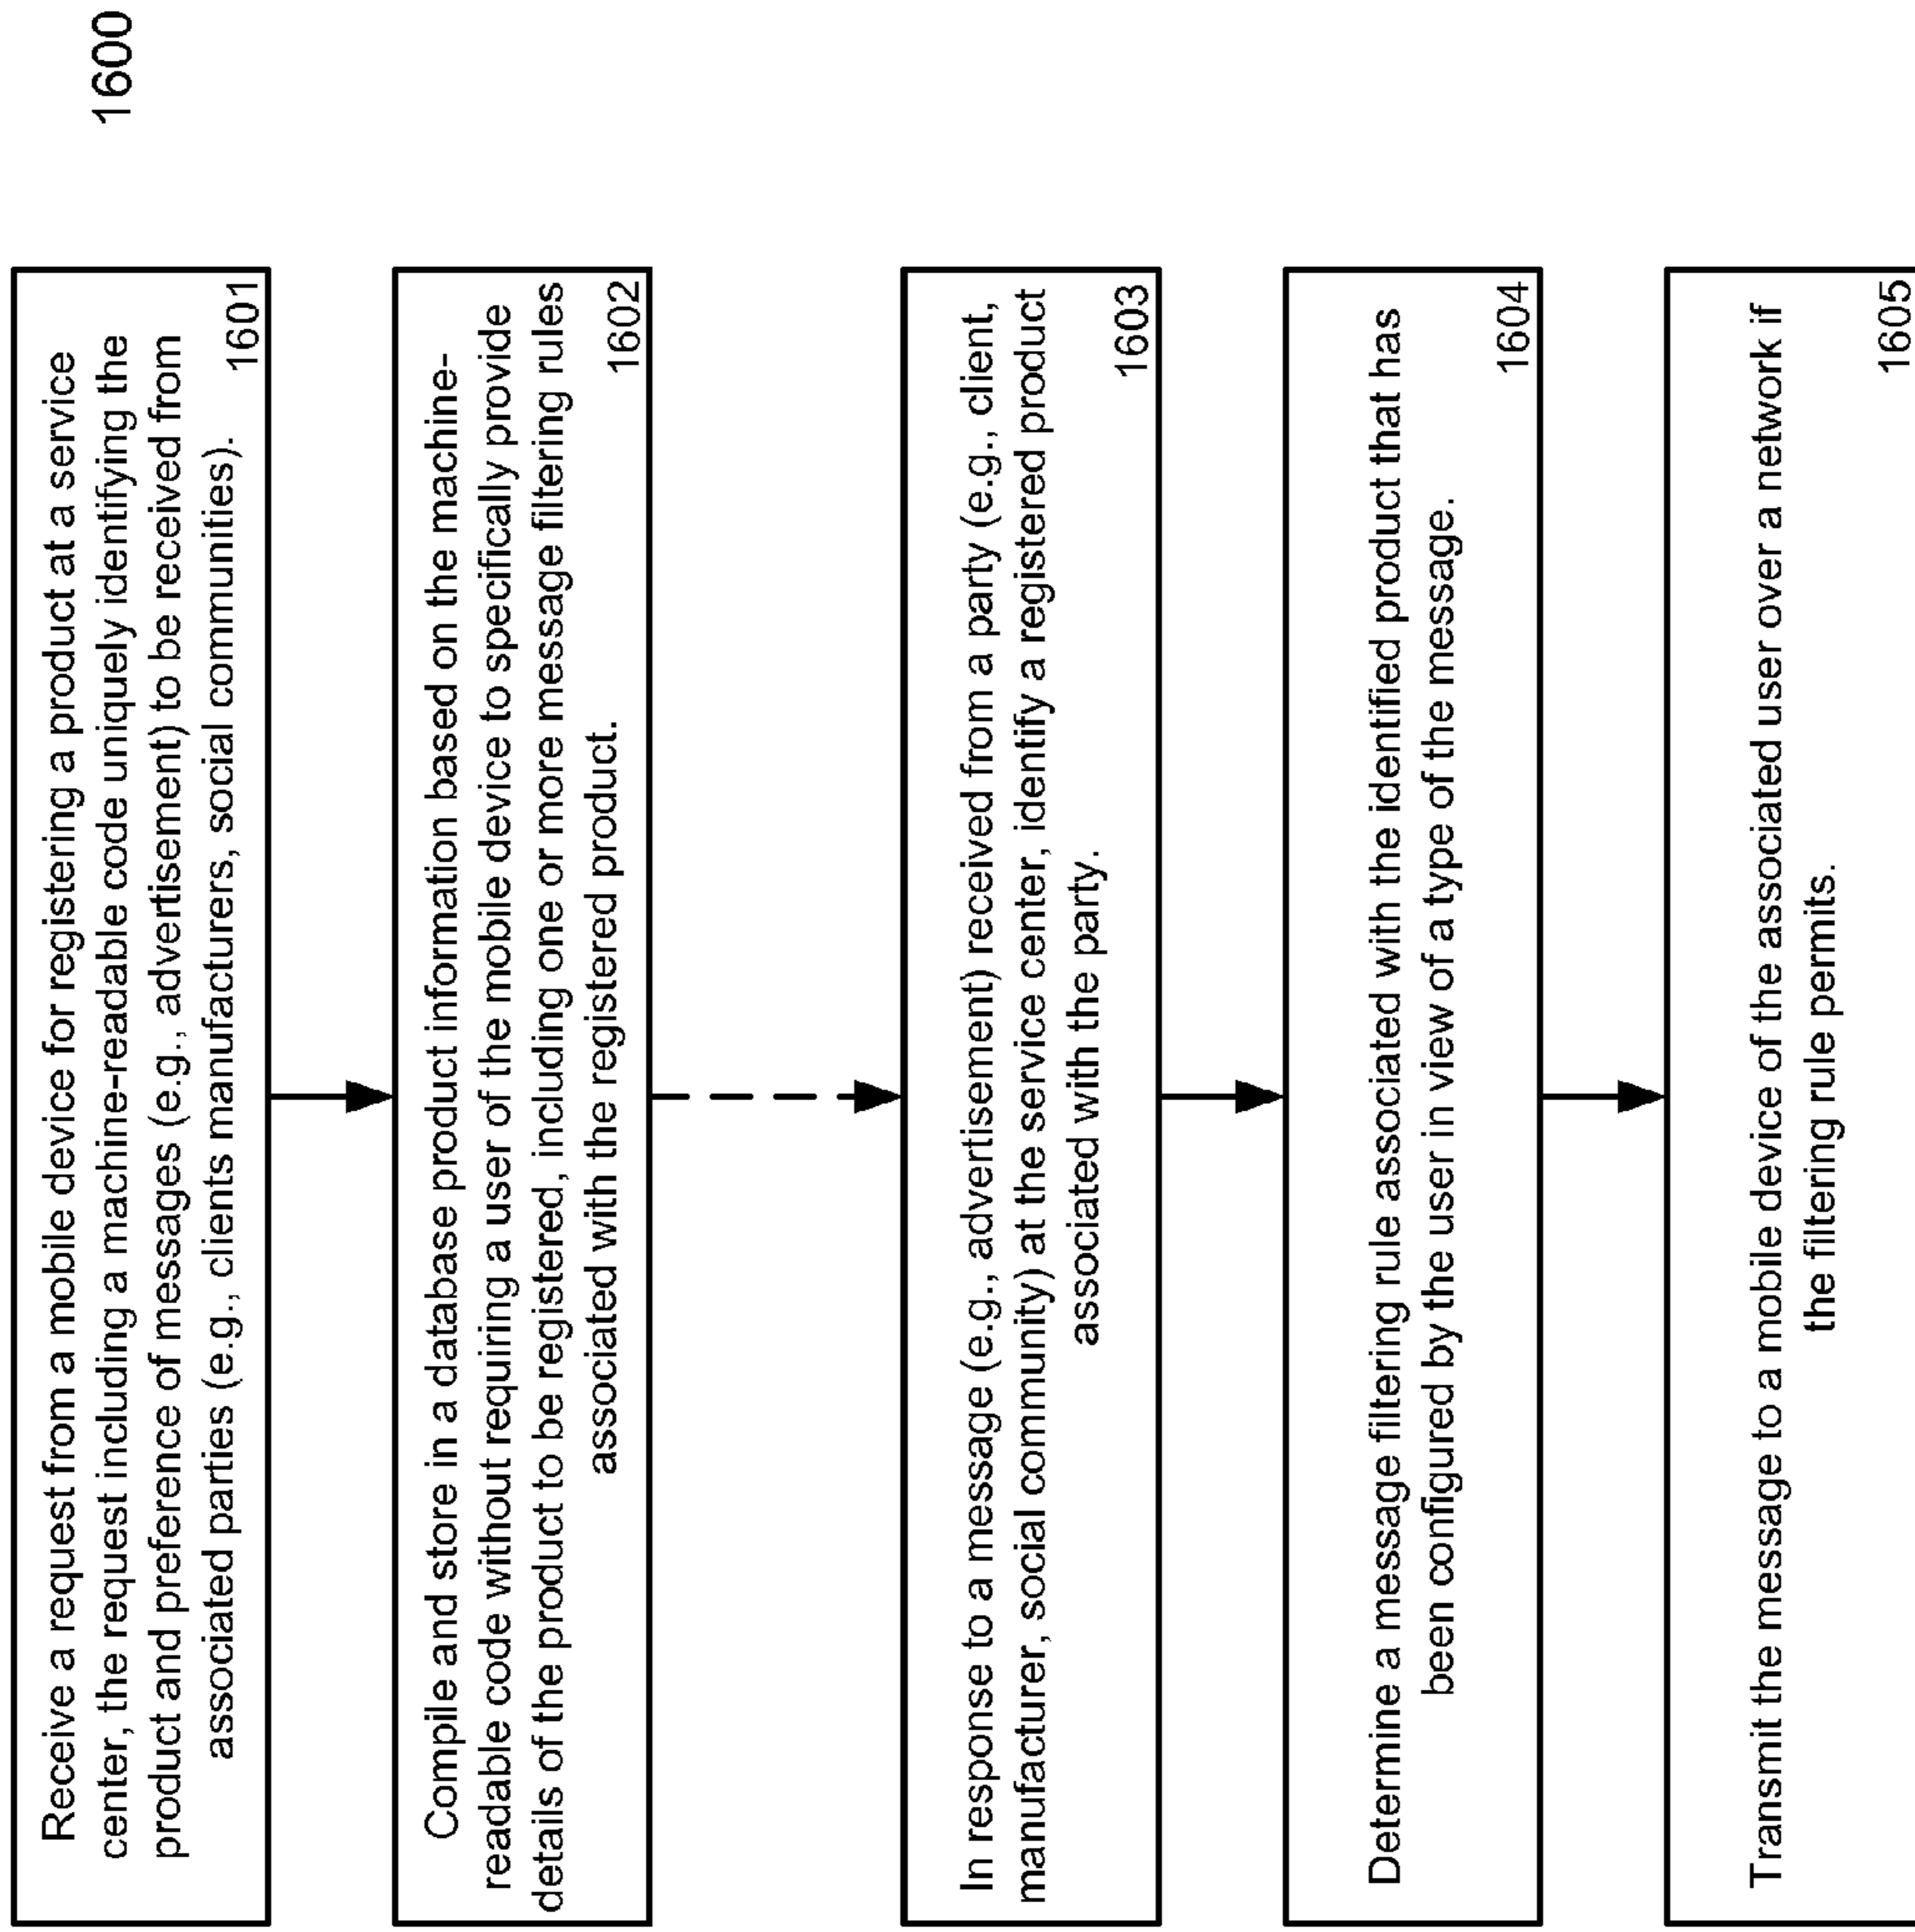 1600
Receive a request from a mobile device for registering a product at a service
center, the request including a machine-readable code uniquely identifying the
product and preference of messages (e.g., advertisement) to be received from
associated parties (e.g., clients manufacturers, social communities).
1601
Compile and store in a database product information based on the machine-
readable code without requiring a user of the mobile device to specifically provide
details of the product to be registered, including one or more message filtering rules
associated with the registered product.
1602
In response to a message (e.g., advertisement) received from a party (e.g., client,
manufacturer, social community) at the service center, identify a registered product
associated with the party.
1603
Determine a message filtering rule associated with the identified product that has
been configured by the user in view of a type of the message.
1604
Transmit the message to a mobile device of the associated user over a network if
the filtering rule permits.
1605